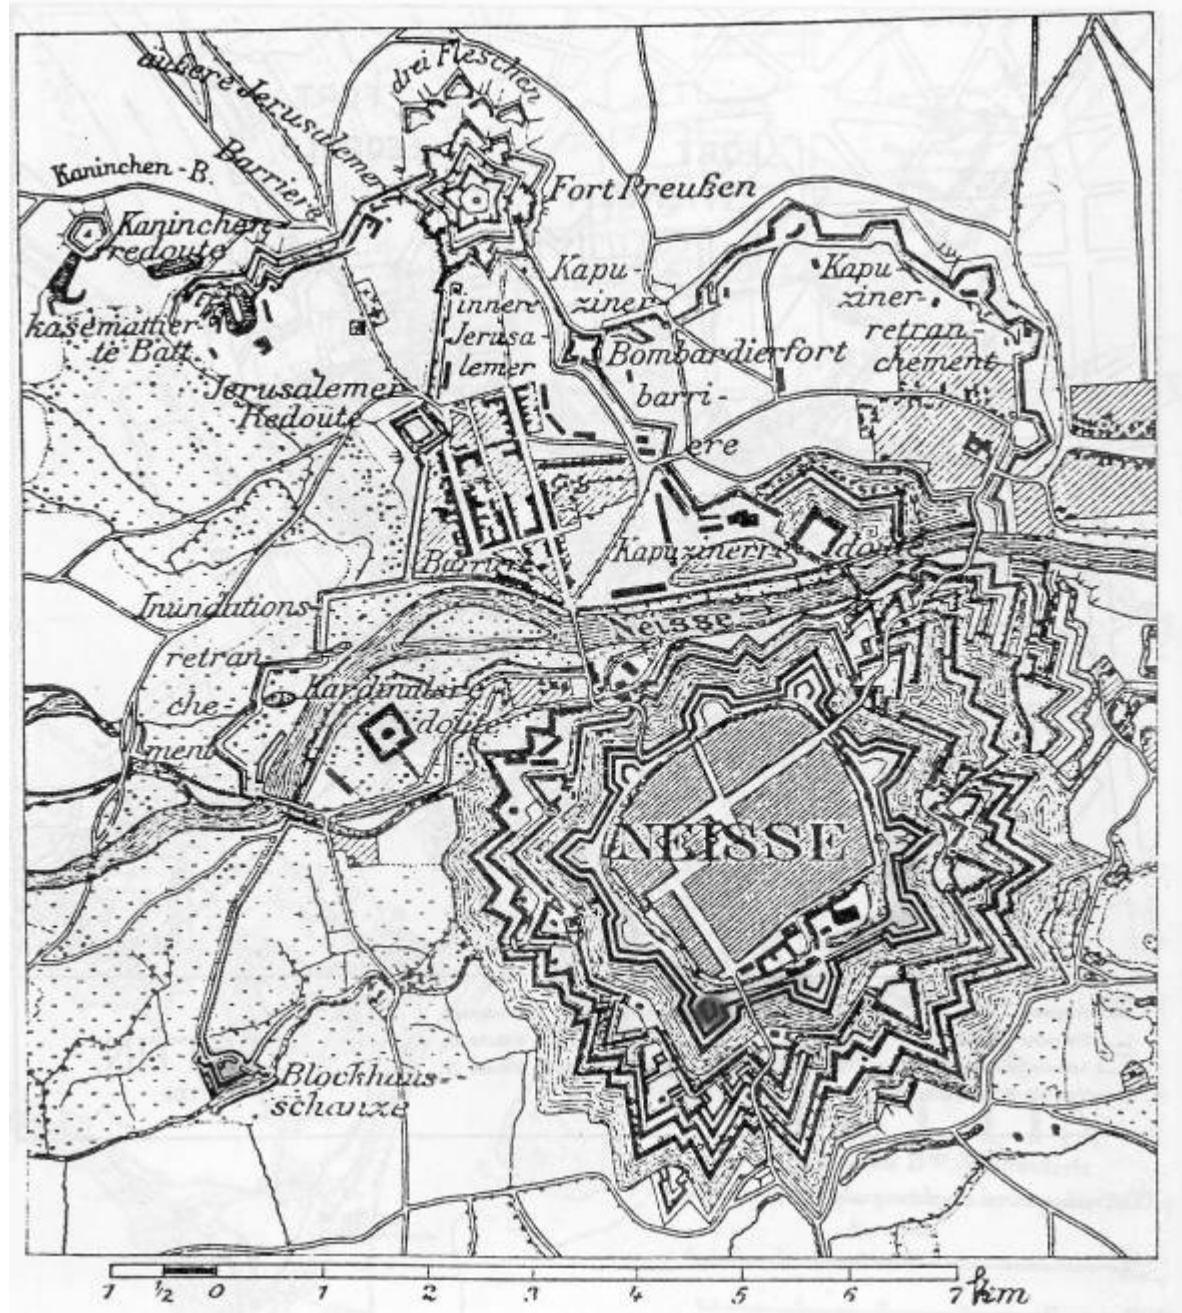 drei Fleschen
äußere Jerusalemer
Barriere
Kaninchen-B.
Fort Preußen
Kaninchen
redoute
Kapu-
ziner
Kapu-
ziner-
retran-
chement
innere
Jerusa-
lemer
kasemattier-
te Batt.
Bombardierfort
barri-
ere
Jerusalemer
Redoute
Barriere
Kapuzinerre
doute
Inundations-
retran-
che-
ment
Neisse
Kardinalsre
doute
NEISSE
Blockhaus-
schanze
1 ½ 0 1 2 3 4 5 6 7 km